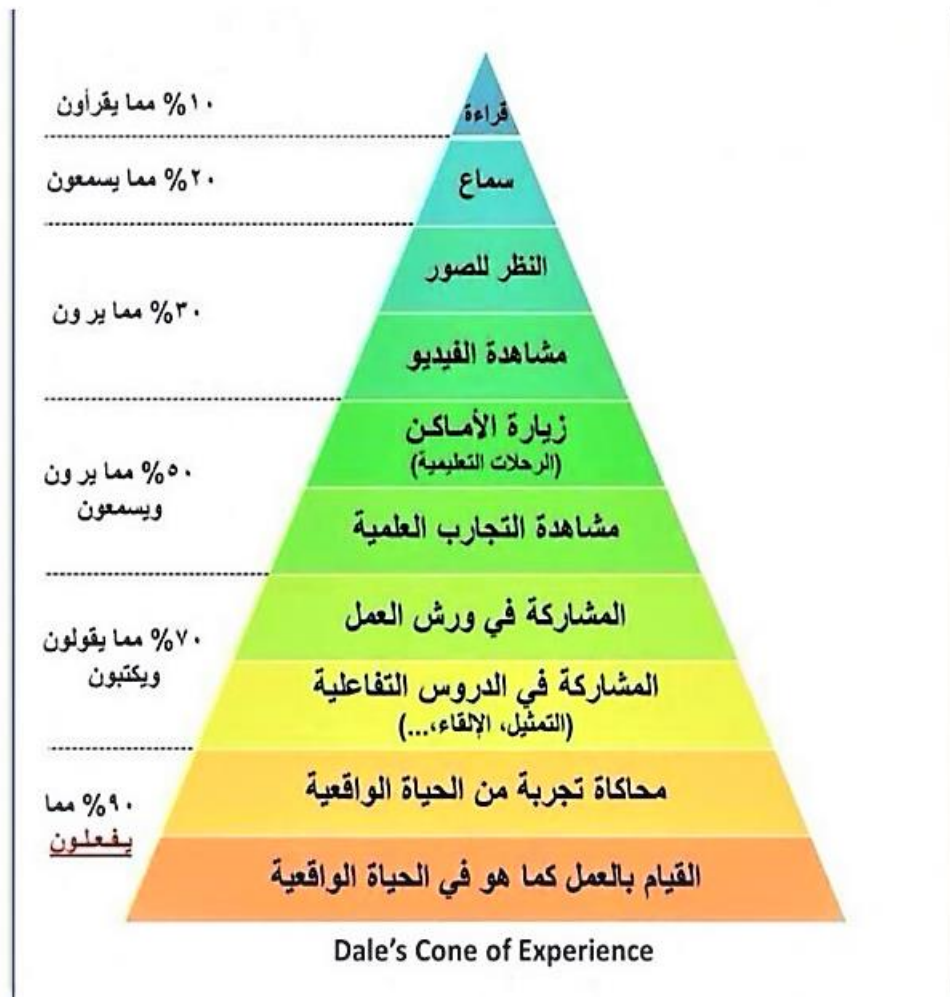 قراءة
%١٠ مما يقرأون
سماع
%٢٠ مما يسمعون
النظر للصور
%٣٠ مما يرون
مشاهدة الفيديو
زيارة الأماكن
(الرحلات التعليمية)
%٥٠ مما يرون
ويسمعون
مشاهدة التجارب العلمية
المشاركة في ورش العمل
%٧٠ مما يقولون
ويكتبون
المشاركة في الدروس التفاعلية
(التمثيل، الإلقاء،...)
محاكاة تجربة من الحياة الواقعية
%٩٠ مما
يفعلون
القيام بالعمل كما هو في الحياة الواقعية
Dale's Cone of Experience